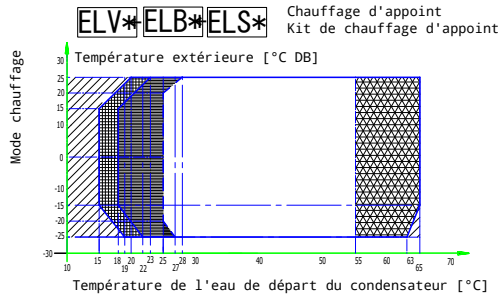 ELV* ELB* ELS*
Chauffage d'appoint
Kit de chauffage d'appoint
Température extérieure [°C DB]
Mode chauffage
30
25
20
15
10
0
-10
-15
-20
-25
-30
10 15 18 19 20 22 23 25 27 28 30 40 50 55 60 63 65 70
Température de l'eau de départ du condensateur [°C]